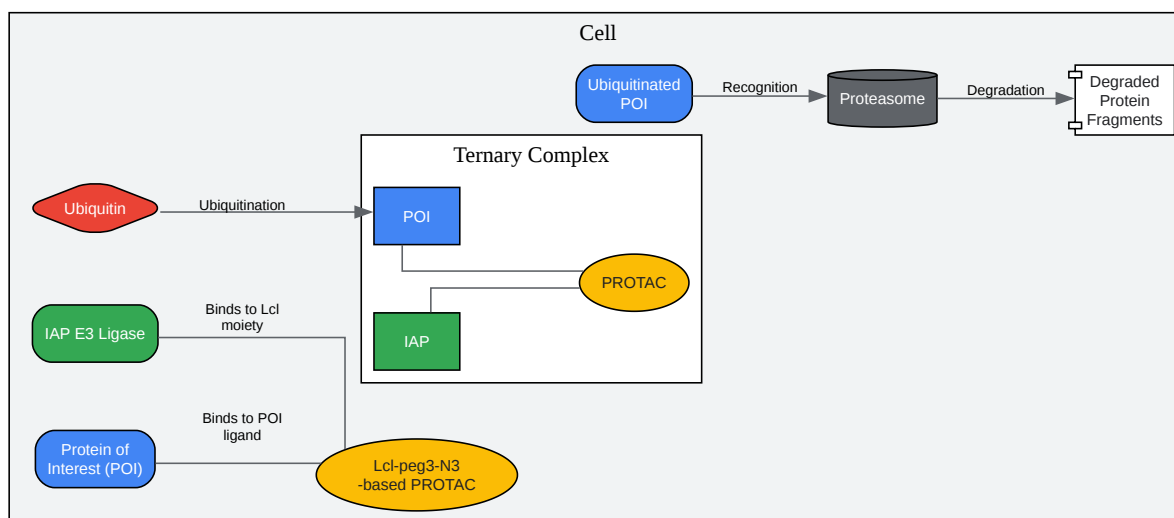 Cell
Ubiquitinated
POI
Recognition
Proteasome
Degradation
Degraded
Protein
Fragments
Ternary Complex
Ubiquitin
Ubiquitination
POI
PROTAC
IAP
IAP E3 Ligase
Binds to Lcl
moiety
Protein of
Interest (POI)
Binds to POI
ligand
Lcl-peg3-N3
-based PROTAC